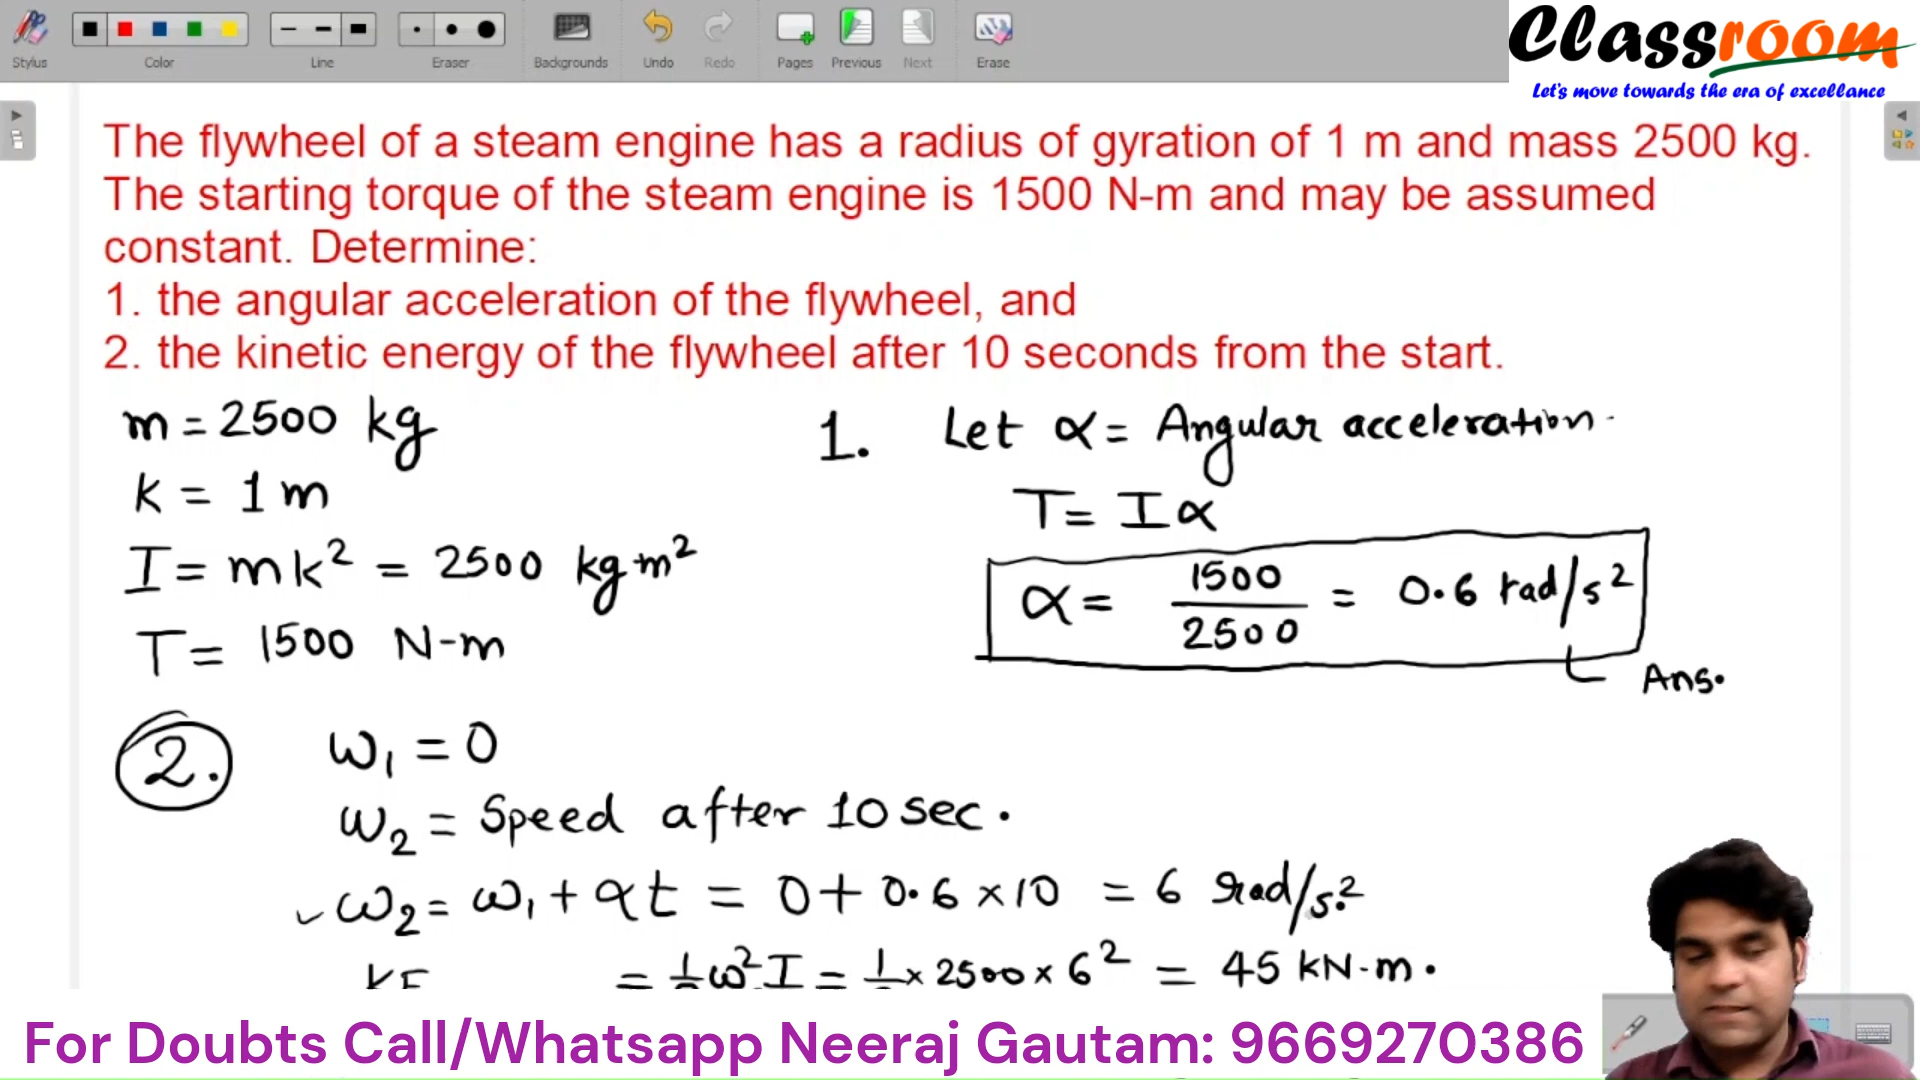 Stylus
Color
Line
Eraser
Backgrounds
Undo
Redo
Pages
Previous
Next
Erase
Classroom
Let's move towards the era of excellance
The flywheel of a steam engine has a radius of gyration of 1 m and mass 2500 kg.
The starting torque of the steam engine is 1500 N-m and may be assumed
constant. Determine:
1. the angular acceleration of the flywheel, and
2. the kinetic energy of the flywheel after 10 seconds from the start.
m = 2500 kg
k = 1 m
I = mk² = 2500 kg-m²
T = 1500 N-m
1. Let α = Angular acceleration.
T = Iα
α = 1500/2500 = 0.6 rad/s²
Ans.
2. ω₁ = 0
ω₂ = Speed after 10 sec.
ω₂ = ω₁ + αt = 0 + 0.6 × 10 = 6 rad/s.²
KE = ½ω²I = ½ × 2500 × 6² = 45 kN-m.
For Doubts Call/Whatsapp Neeraj Gautam: 9669270386